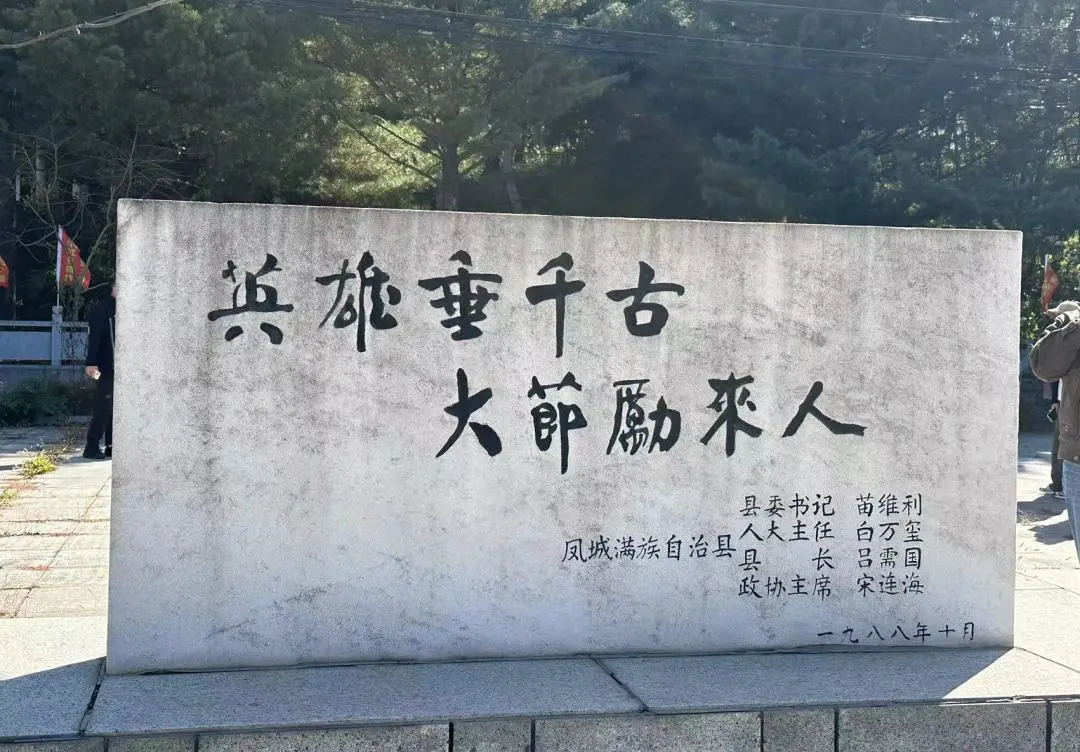 英雄垂千古
大節勵來人
凤城满族自治县
县委书记 苗维利
人大主任 白万玺
县长 吕需国
政协主席 宋连海
一九八八年十月